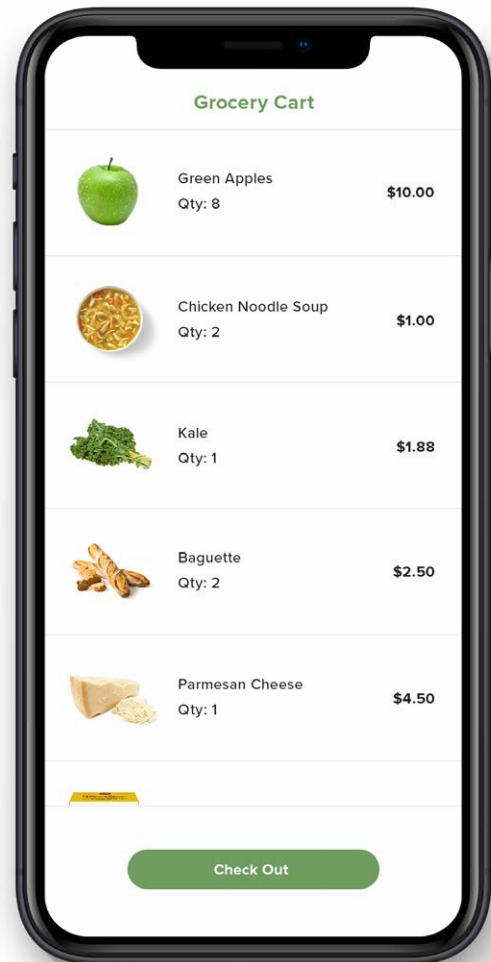 Grocery Cart
Green Apples
Qty: 8
$10.00
Chicken Noodle Soup
Qty: 2
$1.00
Kale
Qty: 1
$1.88
Baguette
Qty: 2
$2.50
Parmesan Cheese
Qty: 1
$4.50
Check Out